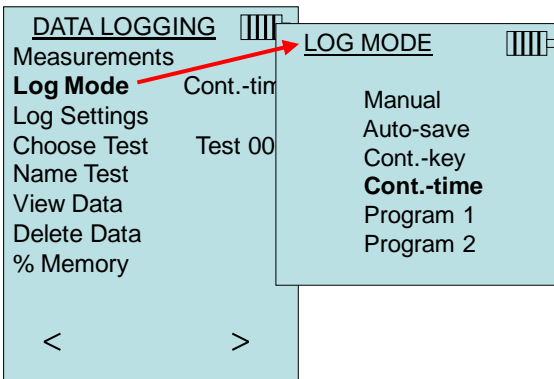 DATA LOGGING
Measurements
Log Mode
Log Settings
Choose Test
Name Test
View Data
Delete Data
% Memory
< >
LOG MODE
Manual
Auto-save
Cont.-key
Cont.-time
Program 1
Program 2